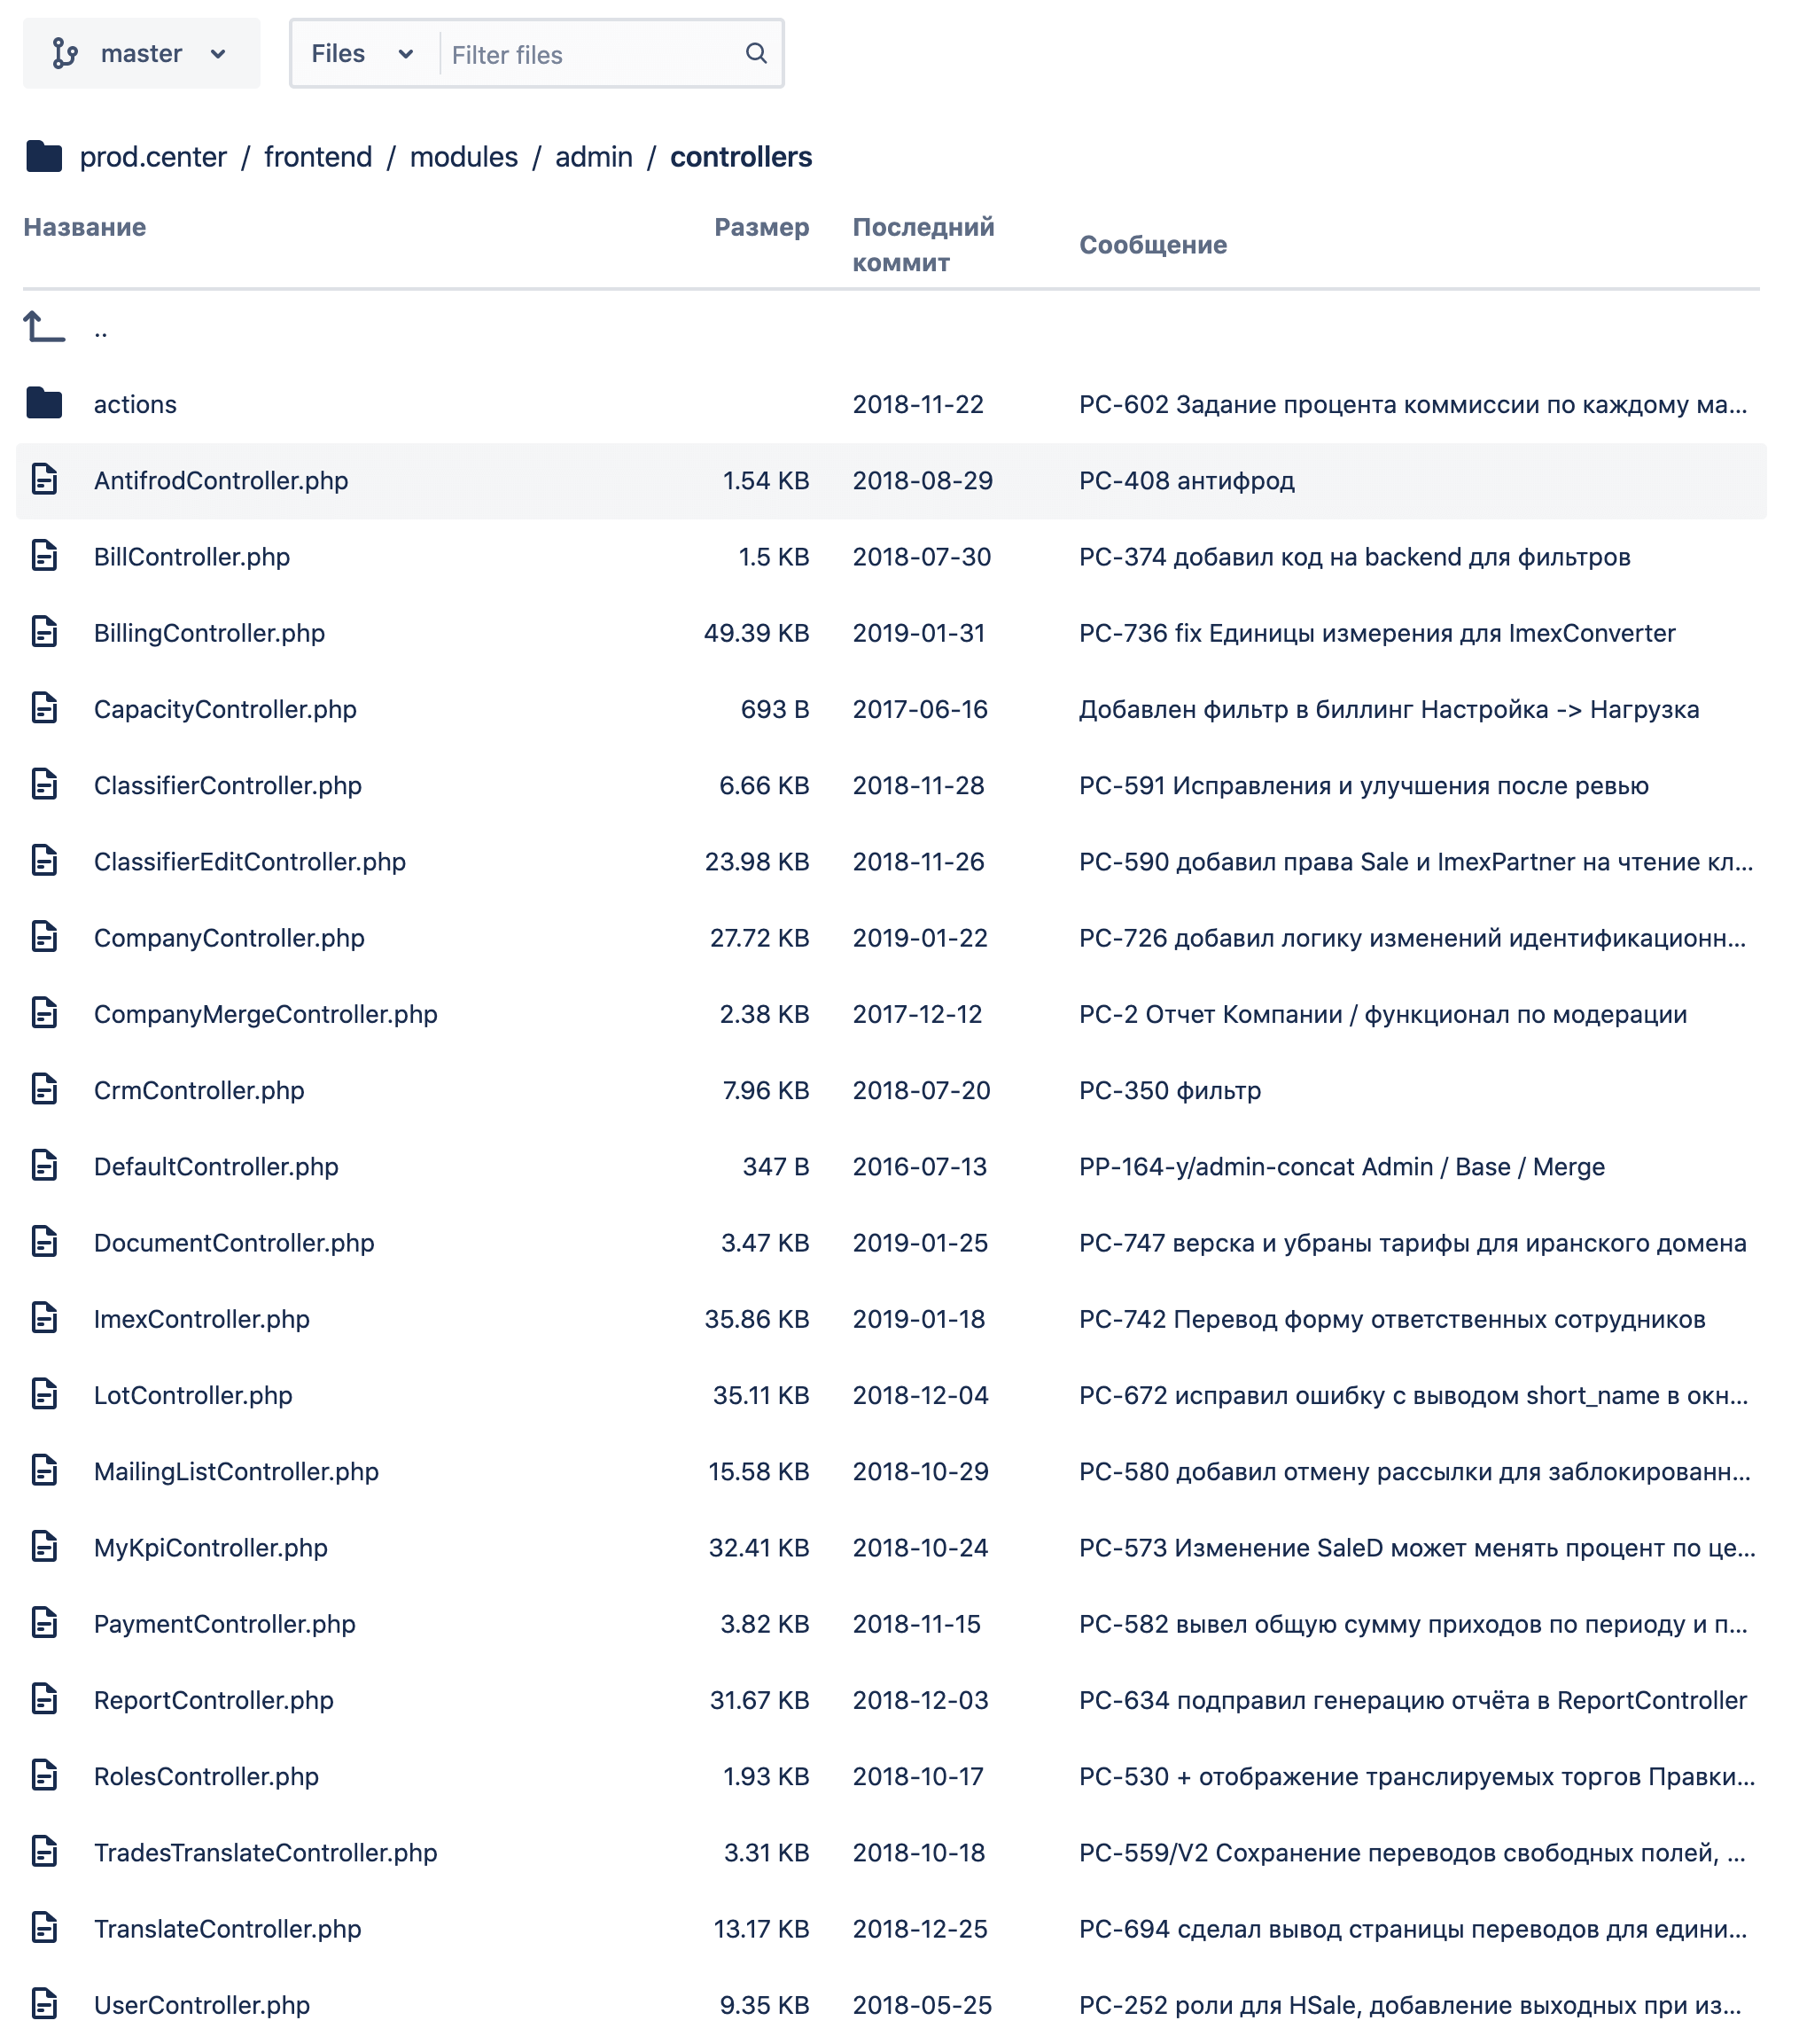 master Files Filter files
prod.center / frontend / modules / admin / controllers
Название Размер Последний коммит Сообщение
..
actions 2018-11-22 PC-602 Задание процента коммиссии по каждому ма...
AntifrodController.php 1.54 KB 2018-08-29 PC-408 антифрод
BillController.php 1.5 KB 2018-07-30 PC-374 добавил код на backend для фильтров
BillingController.php 49.39 KB 2019-01-31 PC-736 fix Единицы измерения для ImexConverter
CapacityController.php 693 B 2017-06-16 Добавлен фильтр в биллинг Настройка -> Нагрузка
ClassifierController.php 6.66 KB 2018-11-28 PC-591 Исправления и улучшения после ревью
ClassifierEditController.php 23.98 KB 2018-11-26 PC-590 добавил права Sale и ImexPartner на чтение кл...
CompanyController.php 27.72 KB 2019-01-22 PC-726 добавил логику изменений идентификационн...
CompanyMergeController.php 2.38 KB 2017-12-12 PC-2 Отчет Компании / функционал по модерации
CrmController.php 7.96 KB 2018-07-20 PC-350 фильтр
DefaultController.php 347 B 2016-07-13 PP-164-y/admin-concat Admin / Base / Merge
DocumentController.php 3.47 KB 2019-01-25 PC-747 верска и убраны тарифы для иранского домена
ImexController.php 35.86 KB 2019-01-18 PC-742 Перевод форму ответственных сотрудников
LotController.php 35.11 KB 2018-12-04 PC-672 исправил ошибку с выводом short_name в окн...
MailingListController.php 15.58 KB 2018-10-29 PC-580 добавил отмену рассылки для заблокированн...
MyKpiController.php 32.41 KB 2018-10-24 PC-573 Изменение SaleD может менять процент по це...
PaymentController.php 3.82 KB 2018-11-15 PC-582 вывел общую сумму приходов по периоду и п...
ReportController.php 31.67 KB 2018-12-03 PC-634 подправил генерацию отчёта в ReportController
RolesController.php 1.93 KB 2018-10-17 PC-530 + отображение транслируемых торгов Правки...
TradesTranslateController.php 3.31 KB 2018-10-18 PC-559/V2 Сохранение переводов свободных полей, ...
TranslateController.php 13.17 KB 2018-12-25 PC-694 сделал вывод страницы переводов для едини...
UserController.php 9.35 KB 2018-05-25 PC-252 роли для HSale, добавление выходных при из...